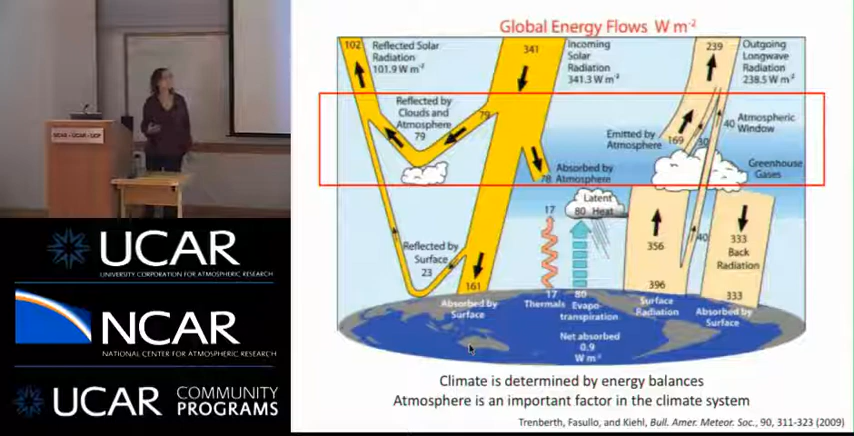 UCAR - UCAR - UCP
UCAR
UNIVERSITY CORPORATION FOR ATMOSPHERIC RESEARCH
NCAR
NATIONAL CENTER FOR ATMOSPHERIC RESEARCH
UCAR
COMMUNITY
PROGRAMS
Global Energy Flows W m-2
102
Reflected Solar
Radiation
101.9 W m-2
341
Incoming
Solar
Radiation
341.3 W m-2
239
Outgoing
Longwave
Radiation
238.5 W m-2
Reflected by
Clouds and
Atmosphere
79
79
Emitted by
Atmosphere
169
30
40
Atmospheric
Window
Greenhouse
Gases
78
Absorbed by
Atmosphere
17
Latent
80 Heat
Reflected by
Surface
23
356
40
333
Back
Radiation
161
Absorbed by
Surface
17
Thermals
80
Evapo-
transpiration
396
Surface
Radiation
333
Absorbed by
Surface
Net absorbed
0.9
W m-2
Climate is determined by energy balances
Atmosphere is an important factor in the climate system
Trenberth, Fasullo, and Kiehl, Bull. Amer. Meteor. Soc., 90, 311-323 (2009)